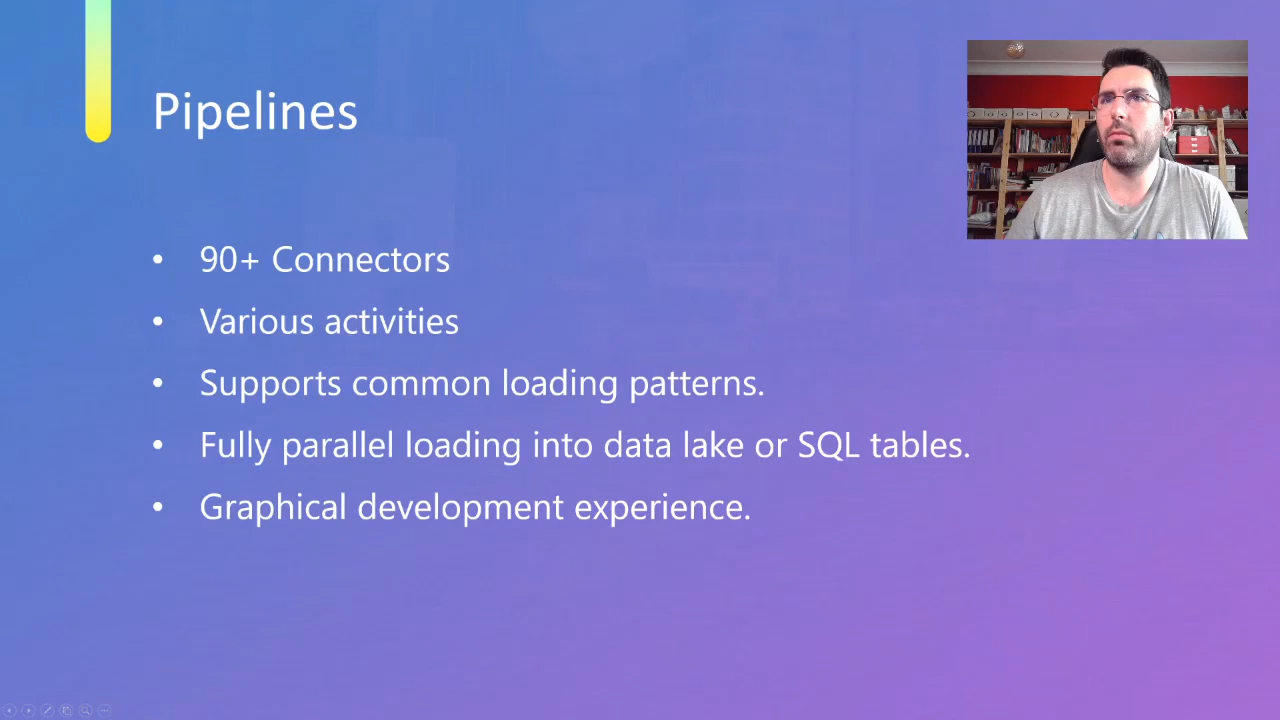 Pipelines
• 90+ Connectors
• Various activities
• Supports common loading patterns.
• Fully parallel loading into data lake or SQL tables.
• Graphical development experience.